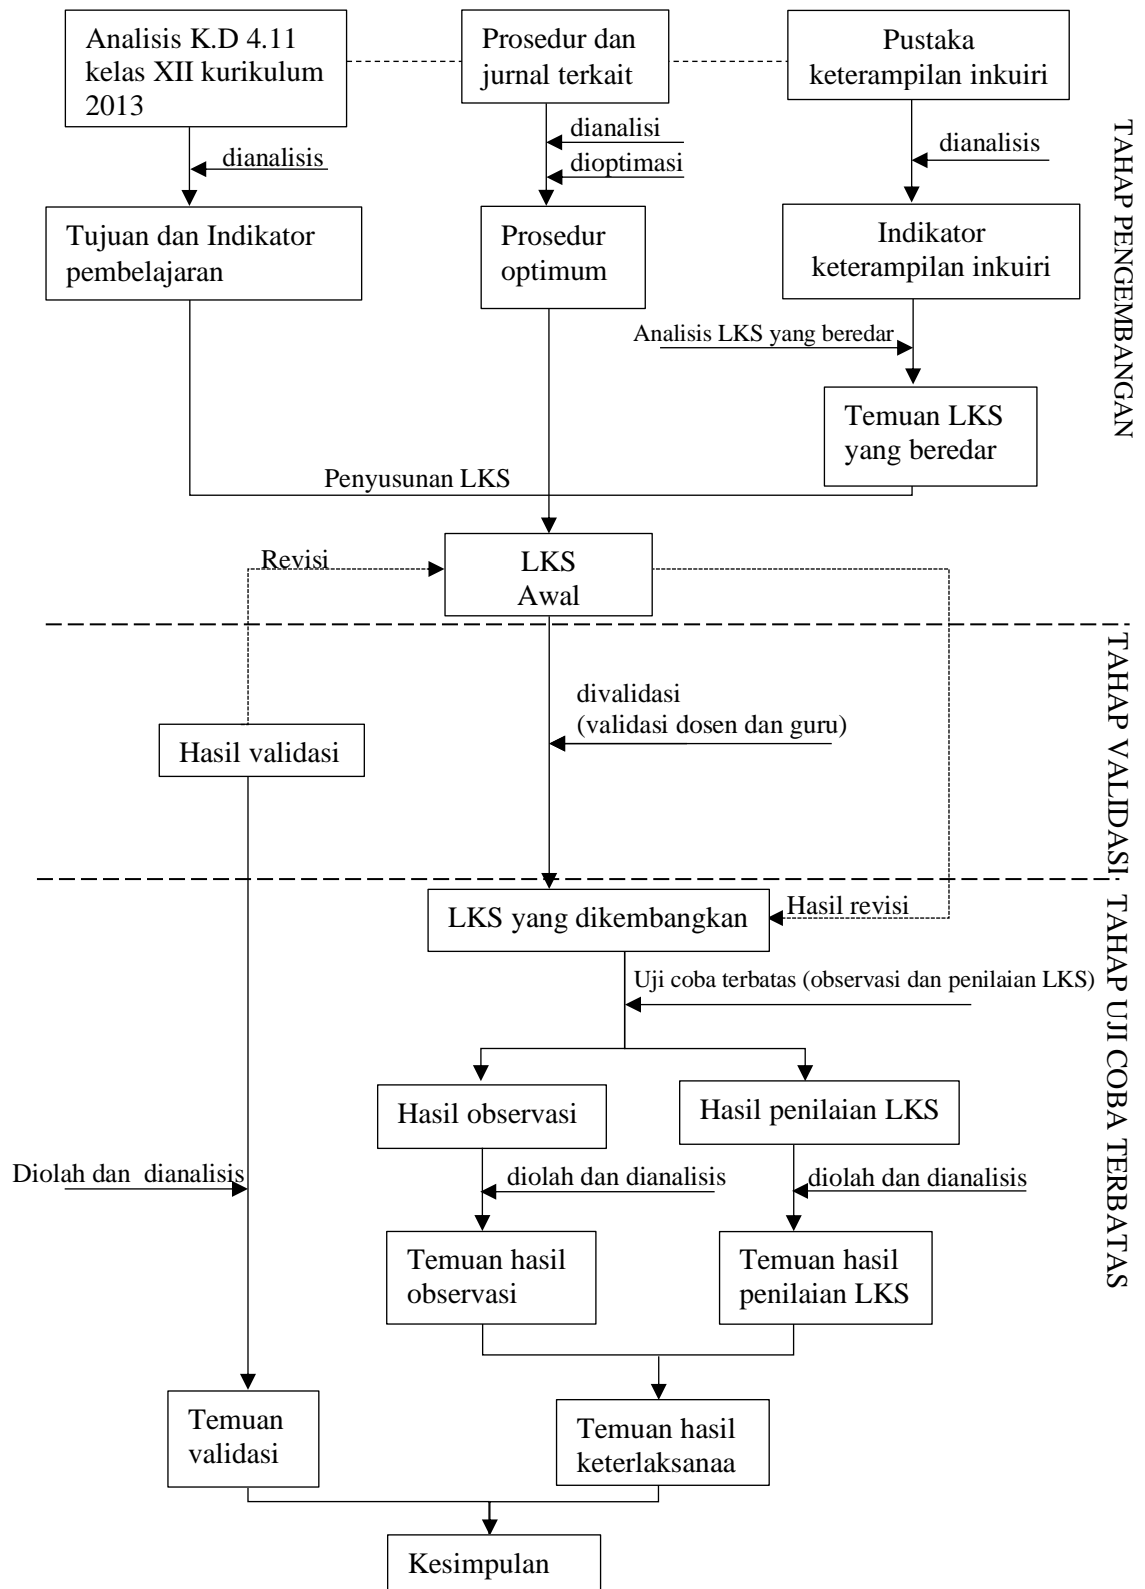 Analisis K.D 4.11
kelas XII kurikulum
2013
Prosedur dan
jurnal terkait
Pustaka
keterampilan inkuiri
dianalisis
dianalisi
dioptimasi
dianalisis
Tujuan dan Indikator
pembelajaran
Prosedur
optimum
Indikator
keterampilan inkuiri
Analisis LKS yang beredar
Temuan LKS
yang beredar
Penyusunan LKS
TAHAP PENGEMBANGAN
Revisi
LKS
Awal
divalidasi
(validasi dosen dan guru)
Hasil validasi
TAHAP VALIDASI
LKS yang dikembangkan
Hasil revisi
Uji coba terbatas (observasi dan penilaian LKS)
Hasil observasi
Hasil penilaian LKS
Diolah dan  dianalisis
diolah dan dianalisis
diolah dan dianalisis
Temuan hasil
observasi
Temuan hasil
penilaian LKS
TAHAP UJI COBA TERBATAS
Temuan
validasi
Temuan hasil
keterlaksanaa
Kesimpulan